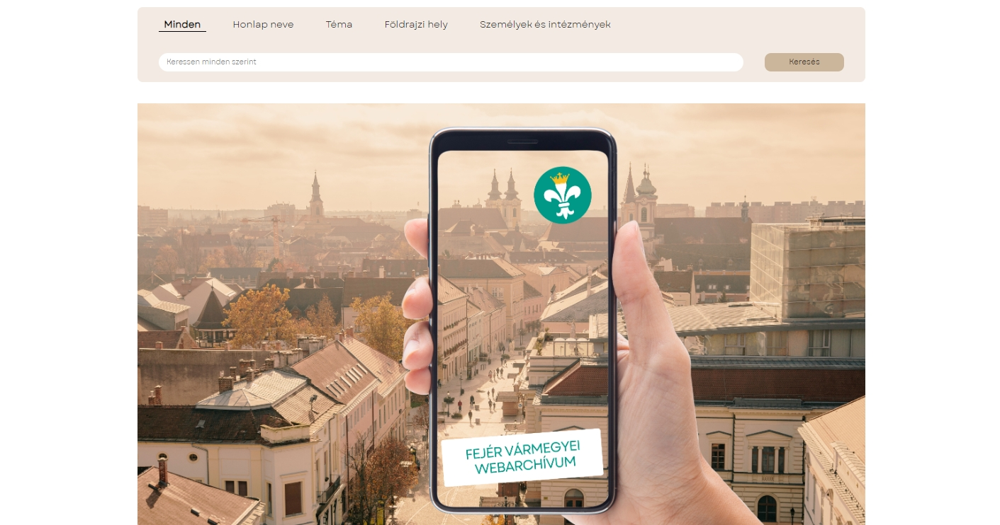 Minden Honlap neve Téma Földrajzi hely Személyek és intézmények
Keressen minden szerint Keresés
FEJÉR VÁRMEGYEI
WEBARCHÍVUM